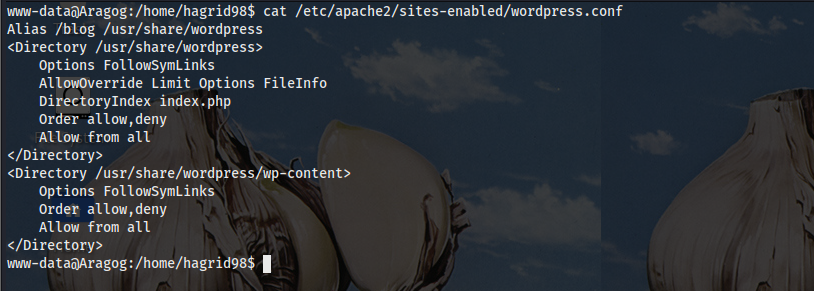 www-data@Aragog:/home/hagrid98$ cat /etc/apache2/sites-enabled/wordpress.conf
Alias /blog /usr/share/wordpress
<Directory /usr/share/wordpress>
    Options FollowSymLinks
    AllowOverride Limit Options FileInfo
    DirectoryIndex index.php
    Order allow,deny
    Allow from all
</Directory>
<Directory /usr/share/wordpress/wp-content>
    Options FollowSymLinks
    Order allow,deny
    Allow from all
</Directory>
www-data@Aragog:/home/hagrid98$